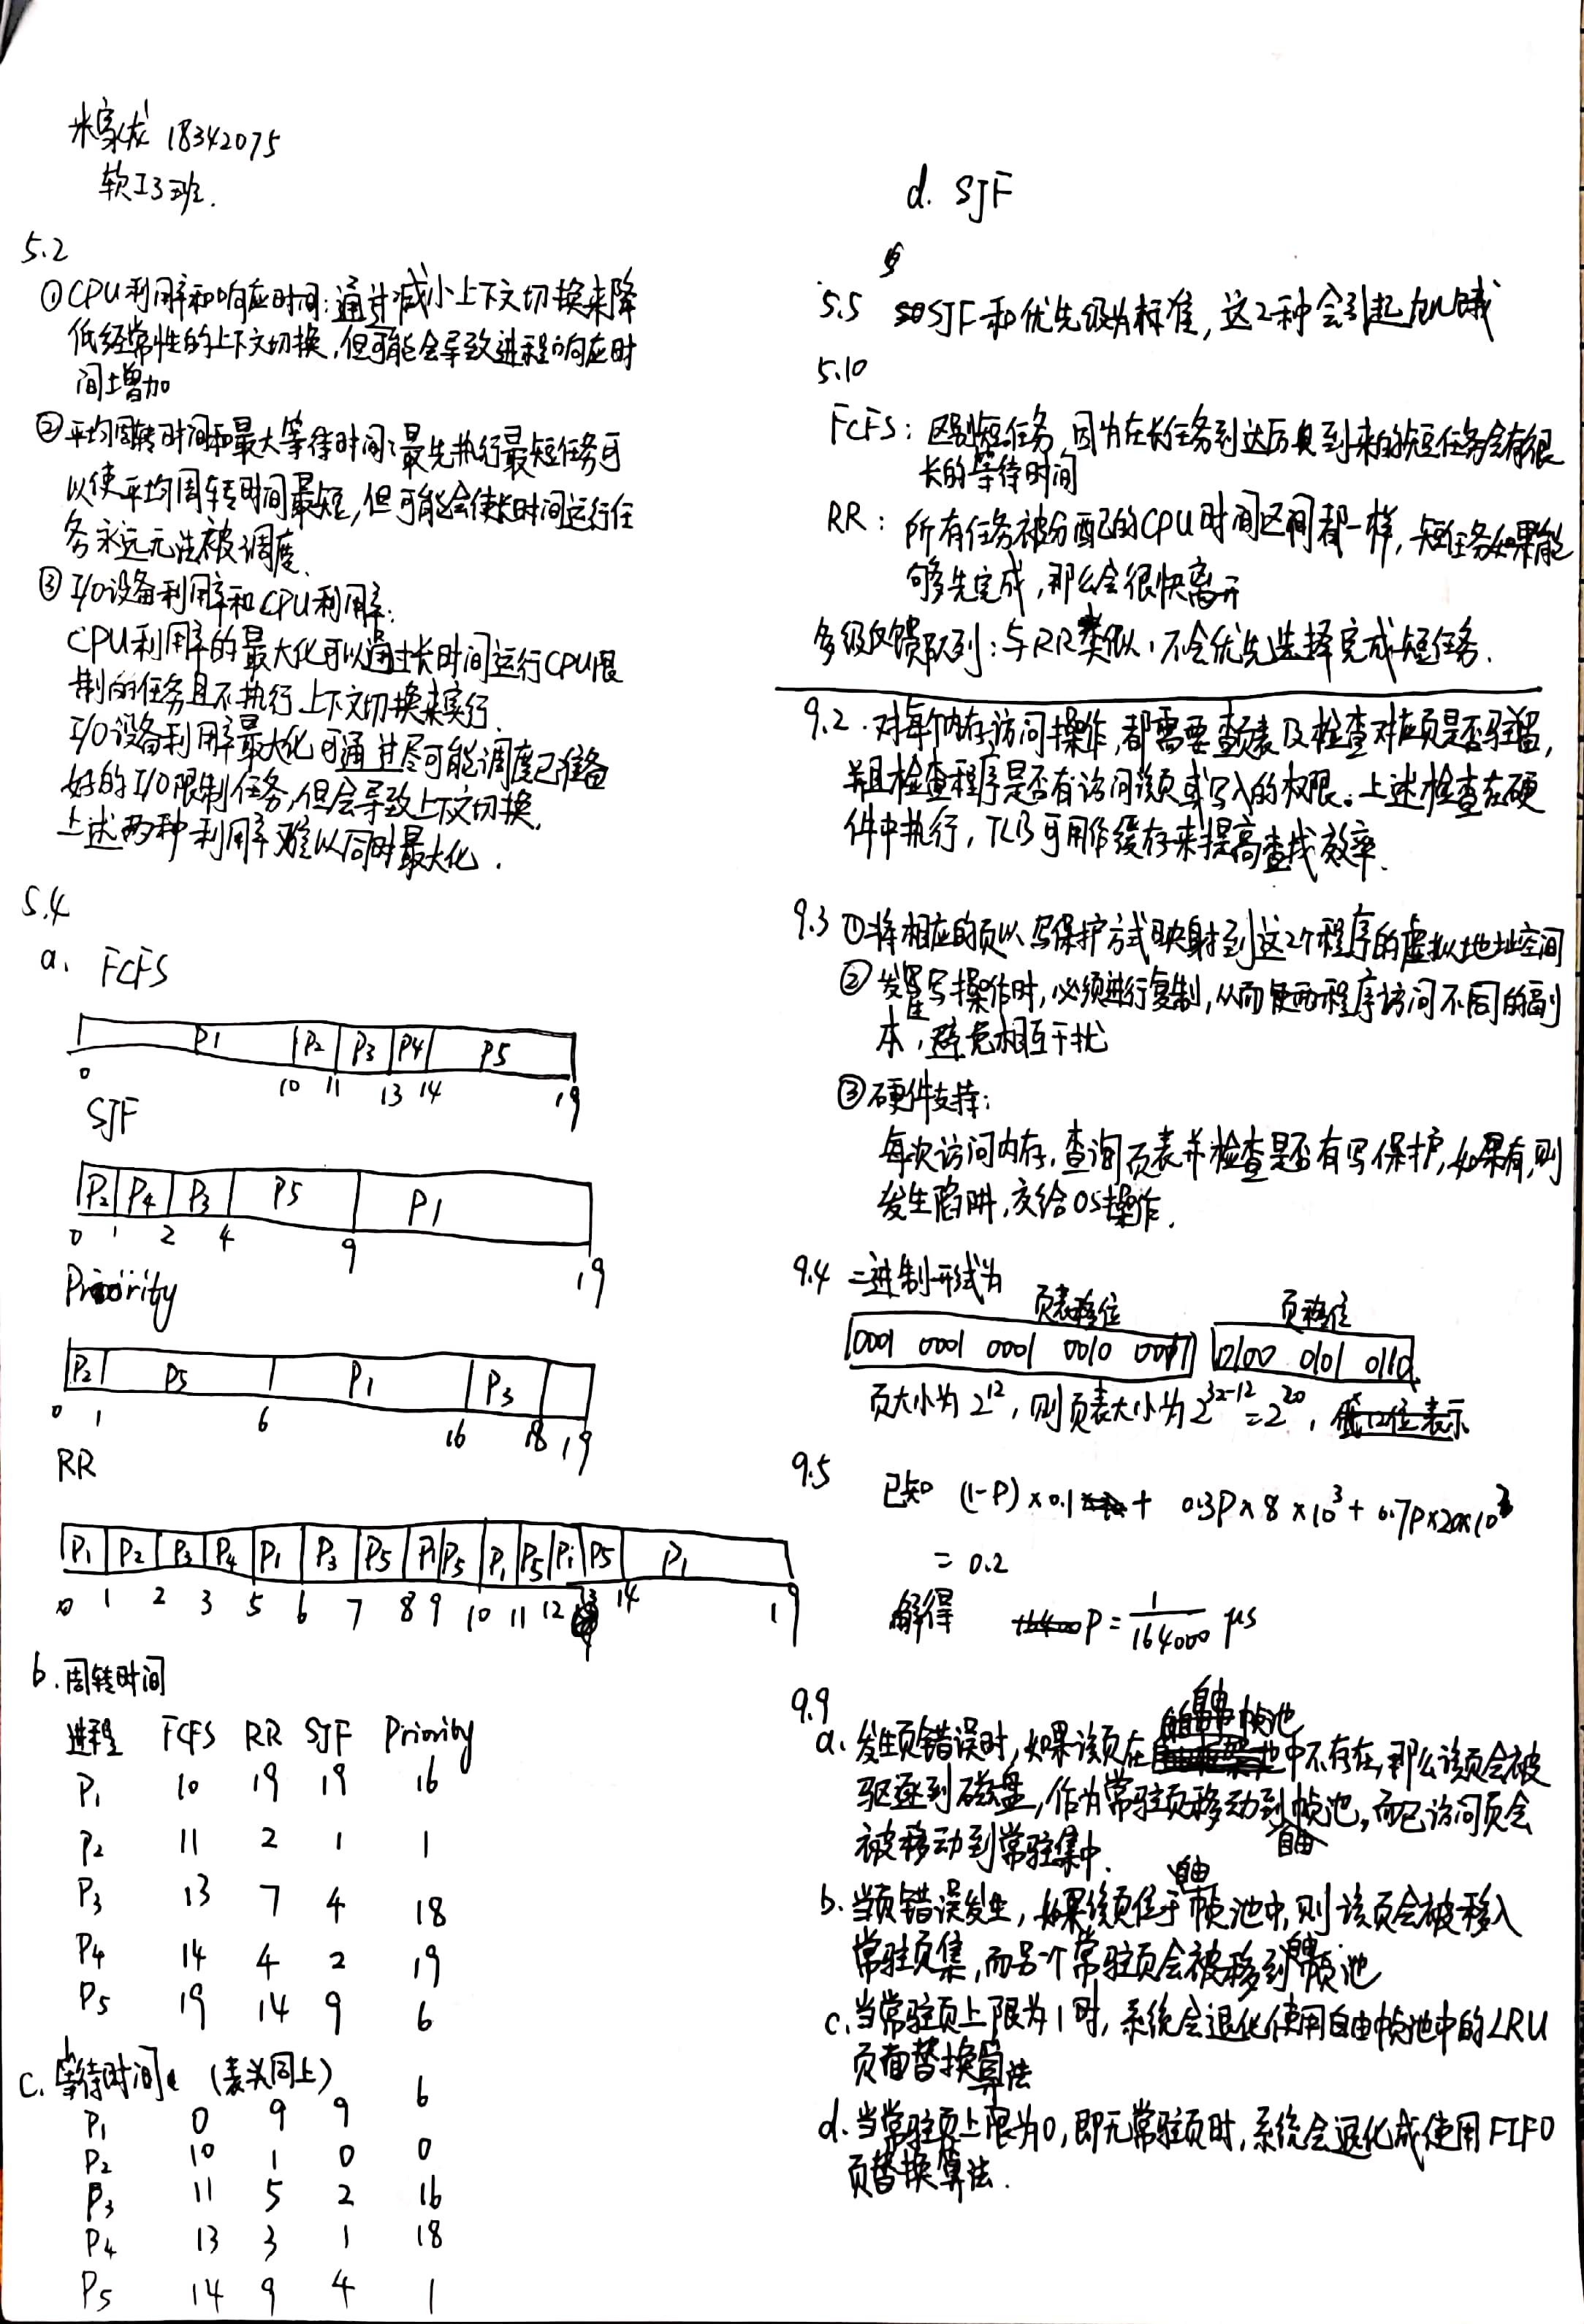 米家龙 18342075
软工3班.
5.2
①CPU利用率和响应时间:通过减小上下文切换来降
低经常性的上下文切换,但可能会导致进程响应时
间增加
②平均周转时间和最大等待时间:最先执行最短任务可
以使平均周转时间最短,但可能会使长时间运行任
务永远无法被调度.
③I/O设备利用率和CPU利用率:
CPU利用率的最大化可以通过长时间运行CPU限
制的任务且不执行上下文切换来实行.
I/O设备利用率最大化可通过尽可能调度已准备
好的I/O限制任务,但会导致上下文切换.
上述两种利用率难以同时最大化.
5.4
a. FCFS
P1 P2 P3 P4 P5
0 10 11 13 14 19
SJF
P2 P4 P3 P5 P1
0 1 2 4 9 19
Priority
P2 P5 P1 P3
0 1 6 16 18 19
RR
P1 P2 P3 P4 P1 P3 P5 P1 P5 P1 P5 P1 P5 P1
0 1 2 3 5 6 7 8 9 10 11 12 13 14 19
b.周转时间
进程 FCFS RR SJF Priority
P1 10 19 19 16
P2 11 2 1 1
P3 13 7 4 18
P4 14 4 2 19
P5 19 14 9 6
c.等待时间 (表头同上)
P1 0 9 9 6
P2 10 1 0 0
P3 11 5 2 16
P4 13 3 1 18
P5 14 9 4 1
d. SJF
5.5 SJF和优先级为标准,这2种会引起饥饿
5.10
FCFS: 区别短任务,因为在长任务到达后到来的短任务会有很
长的等待时间
RR: 所有任务被分配的CPU时间区间都一样,短任务如果能
够先完成,那么会很快离开
多级反馈队列:与RR类似,不会优先选择完成短任务.
9.2.对每个内存访问操作,都需要查页表及检查对应页是否驻留,
并且检查程序是否有访问该页或写入的权限。上述检查在硬
件中执行,TLB可用作缓存来提高查找效率.
9.3 ①将相应的页以写保护方式映射到这2个程序的虚拟地址空间
②发生写操作时,必须进行复制,从而使两程序访问不同的副
本,避免相互干扰
③硬件支持:
每次访问内存,查询页表并检查是否有写保护,如果有,则
发生陷阱,交给OS操作.
9.4 二进制形式为
页表移位 页移位
0001 0001 0001 0010 0001 0100 0101 0110
页大小为2^12,则页表大小为2^32-12=2^20, 低12位表示
9.5 已知 (1-P)×0.1 + 0.3P×8×10^3 + 0.7P×20×10^3
= 0.2
解得 P=1/164000 μs
9.9
a.发生页错误时,如果该页在自由帧池中不存在,那么该页会被
驱逐到磁盘,作为常驻页移动到自由帧池,而已访问页会
被移动到常驻集中.
b.当页错误发生,如果该页位于自由帧池中,则该页会被移入
常驻页集,而另一个常驻页会被移到自由帧池
c.当常驻页上限为1时,系统会退化使用自由帧池中的LRU
页面替换算法
d.当常驻页上限为0,即无常驻页时,系统会退化成使用FIFO
页替换算法.